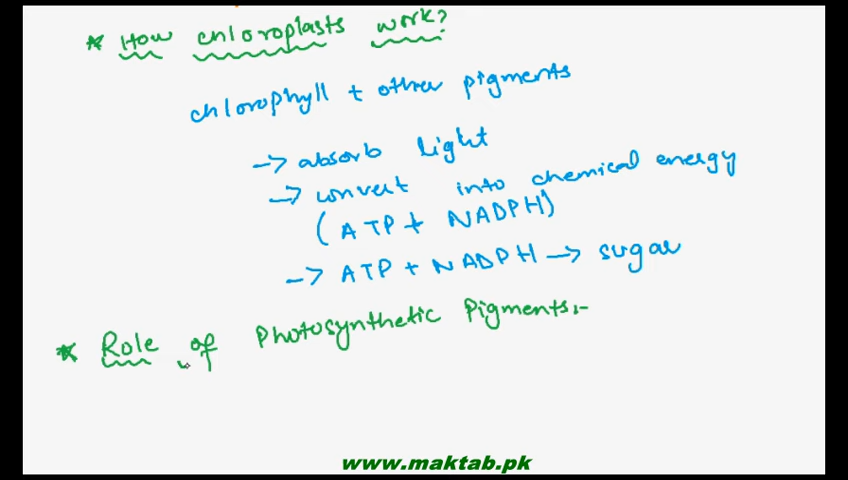 * How chloroplasts work?
chlorophyll + other pigments
-> absorb light
-> convert into chemical energy
(ATP + NADPH)
-> ATP + NADPH -> sugar
* Role of Photosynthetic Pigments:-
www.maktab.pk